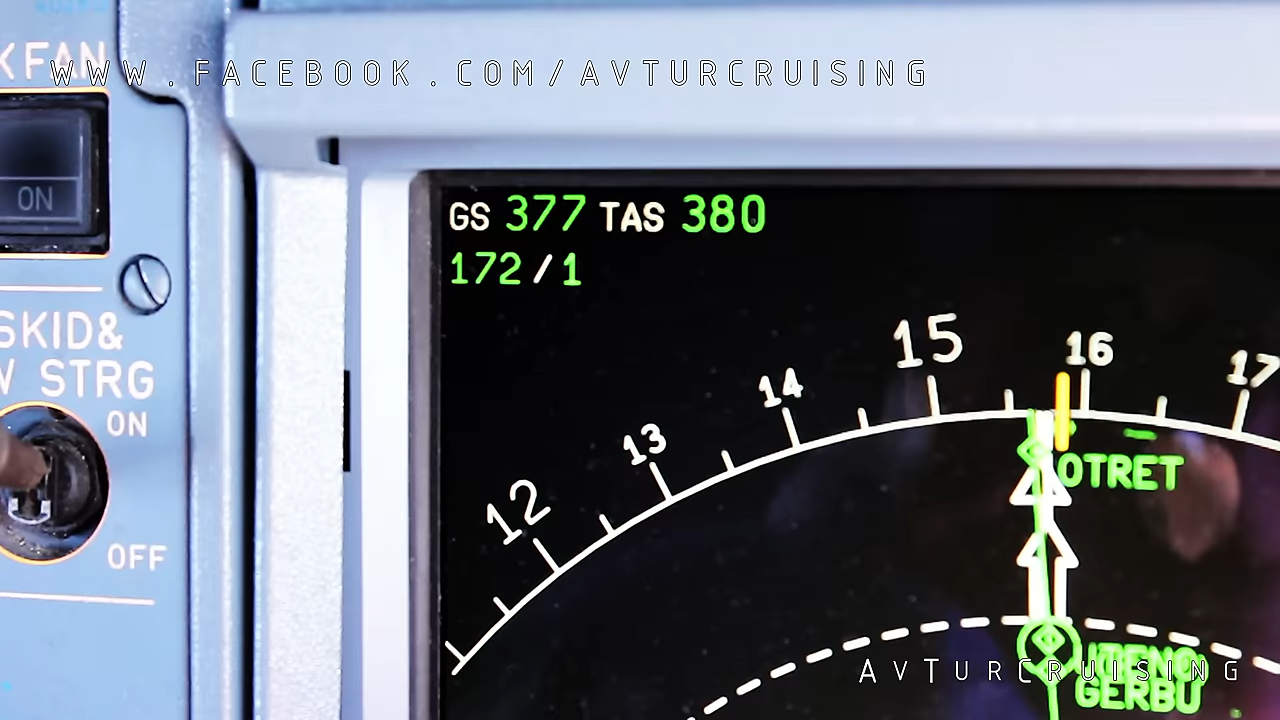 K FAN
WWW.FACEBOOK.COM/AVTURCRUISING
ON
GS 377 TAS 380
172/1
SKID&
W STRG
ON
OFF
12
13
14
15
16
17
OTRET
AVTURCRUISING
GERBU